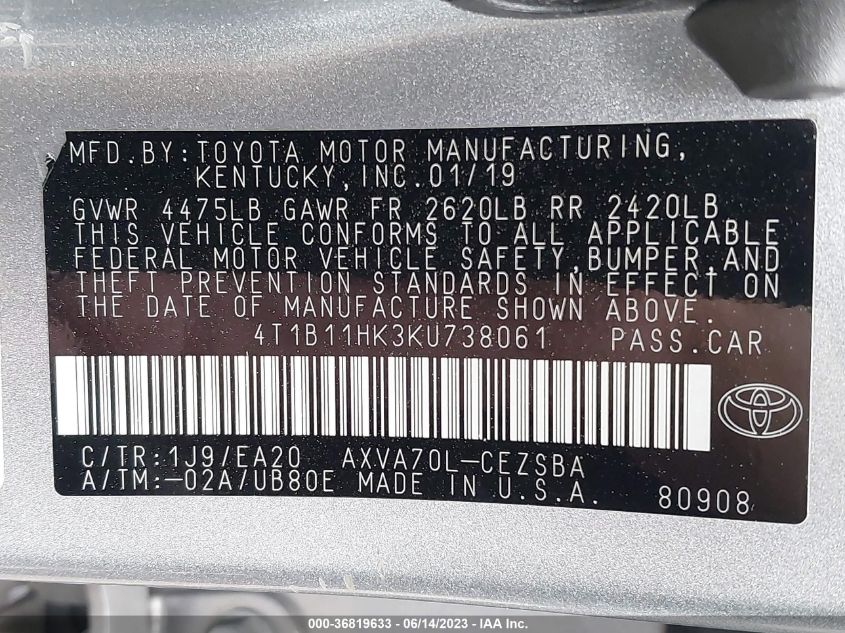 MFD.BY:TOYOTA MOTOR MANUFACTURING,
KENTUCKY,INC.01/19
GVWR 4475LB GAWR FR 2620LB RR 2420LB
THIS VEHICLE CONFORMS TO ALL APPLICABLE
FEDERAL MOTOR VEHICLE SAFETY,BUMPER,AND
THEFT PREVENTION STANDARDS IN EFFECT ON
THE DATE OF MANUFACTURE SHOWN ABOVE.
4T1B11HK3KU738061 PASS.CAR
C/TR:1J9/EA20 AXVA70L-CEZSBA
A/TM:-02A/UB80E MADE IN U.S.A. 80908
000-36819633 - 06/14/2023 - IAAI.com